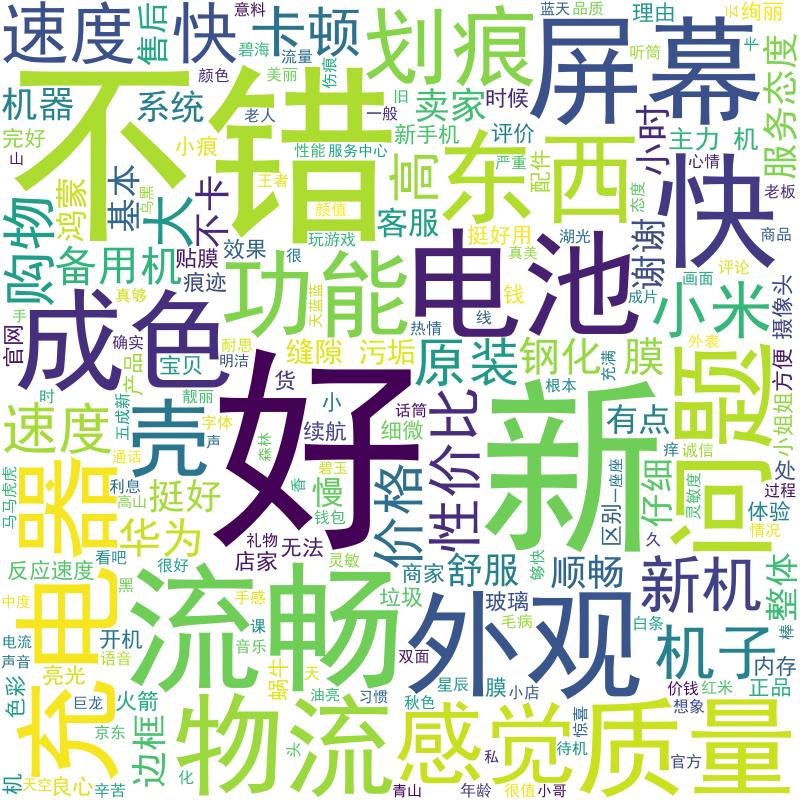 速度
快
售后
意料
碧海
流量
卡顿
划痕
屏幕
蓝天
品质
理由
绚丽
机器
系统
颜色
美丽
伤痕
老人
一般
旧
卖家
时候
听筒
卡
服务态度
完好
山
小痕
不错
性能
服务中心
新手机
评价
严重
小时
主力
机
心情
老板
购物
鸿蒙
基本
乌黑
大
不卡
王者
颜值
高
东西
配件
态度
快
谢谢
商品
备用机
贴膜
痕迹
效果
玩游戏
很
客服
挺好用
真美
湖光
画面
评论
手
真够
功能
天蓝蓝
电池
钱
成片
小米
摄像头
官网
成色
确实
产品
宝贝
耐思
明洁
缝隙
污垢
热情
线
原装
钢化
膜
充满
外衷
方便
时
靓丽
五成新
货
小
根本
速度
壳
字体
声
好
续航
话筒
细微
性价比
新
有点
问题
小姐姐
诚信
痒
通话
森林
碧玉
香
慢
价格
一座座
仔细
灵敏度
外
过程
马马虎虎
充电器
利息
高山
挺好
华为
钱包
区别
久
体验
情况
礼物
店家
无法
灵敏
反应速度
看吧
很好
黑
流畅
手感
垃圾
商家
舒服
够快
顺畅
新机
整体
中度
外观
玻璃
毛病
白条
棒
电流
声音
开机
语音
课
音乐
双面
机子
内存
色彩
亮光
巨龙
火箭
蜗牛
天
油亮
习惯
星辰
膜
小店
价钱
红米
正品
秋色
惊喜
想象
京东
边框
物流
头
感觉
质量
待机
官方
机
天空
良心
辛苦
化
青山
私
年龄
很值
小哥